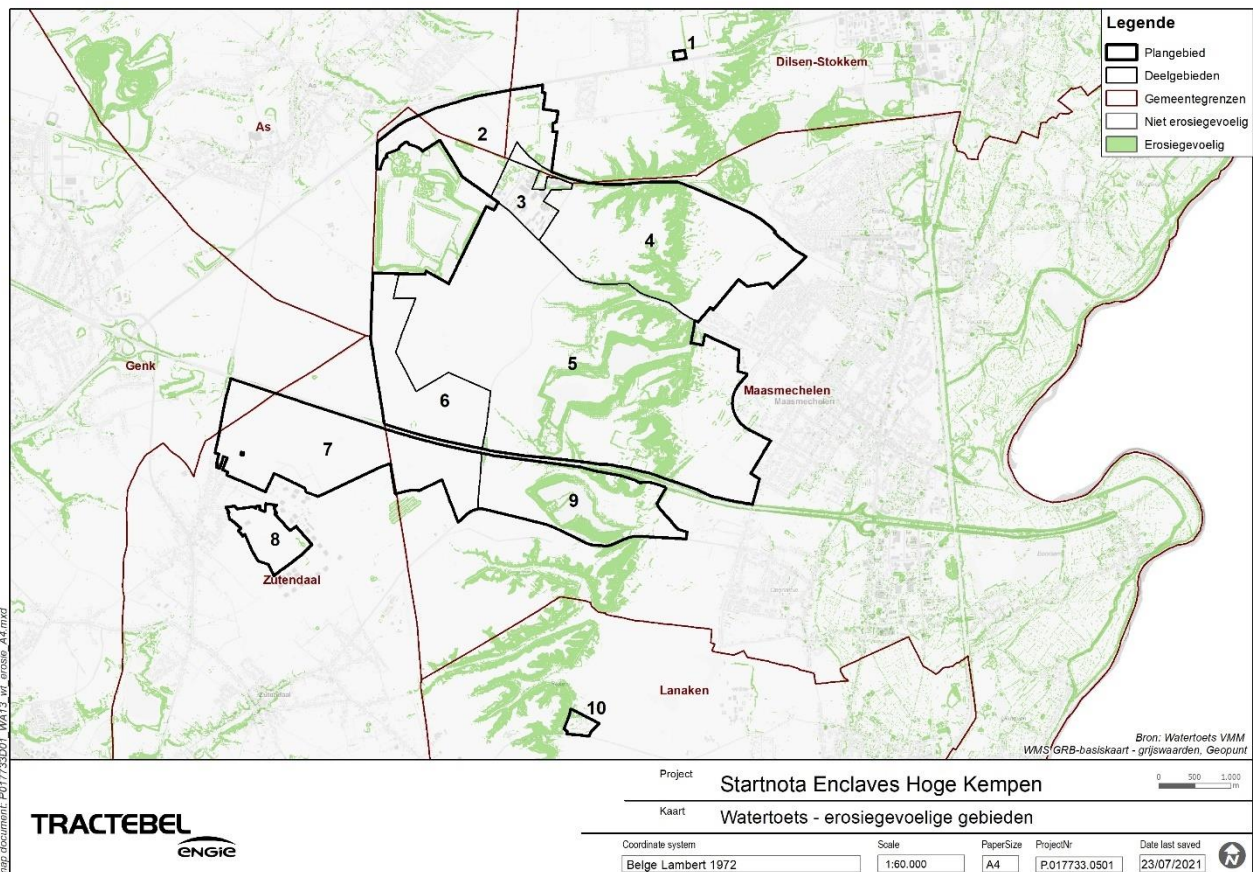 Legende
Plangebied
Deelgebieden
Gemeentegrenzen
Niet erosiegevoelig
Erosiegevoelig
1
Dilsen-Stokkem
As
2
3
4
5
Genk
6
Maasmechelen
Maasmechelen
7
9
8
Zutendaal
Lanaken
10
Bron: Watertoets VMM
WMS GRB-basiskaart - grijswaarden, Geopunt
Project
Startnota Enclaves Hoge Kempen
0 500 1.000
m
Kaart
Watertoets - erosiegevoelige gebieden
TRACTEBEL
ENGIE
Coordinate system
Belge Lambert 1972
Scale
1:60.000
PaperSize
A4
ProjectNr
P.017733.0501
Date last saved
23/07/2021
N